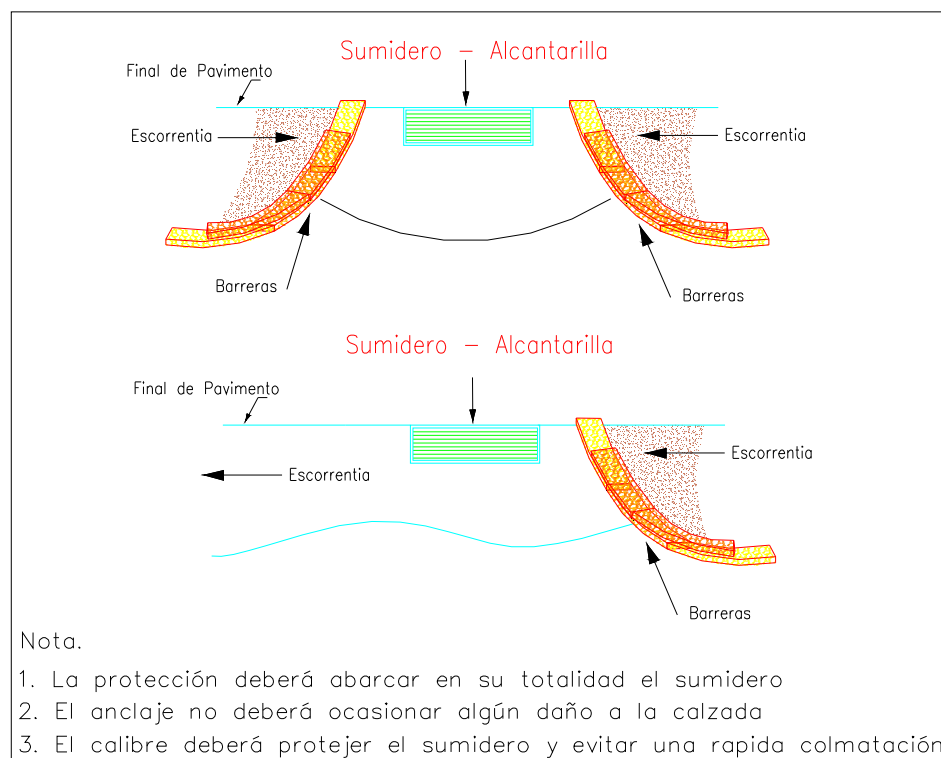 Sumidero - Alcantarilla
Final de Pavimento
Escorrentia
Escorrentia
Barreras
Barreras
Sumidero - Alcantarilla
Final de Pavimento
Escorrentia
Escorrentia
Barreras
Nota.
1. La protección deberá abarcar en su totalidad el sumidero
2. El anclaje no deberá ocasionar algún daño a la calzada
3. El calibre deberá protejer el sumidero y evitar una rapida colmatación